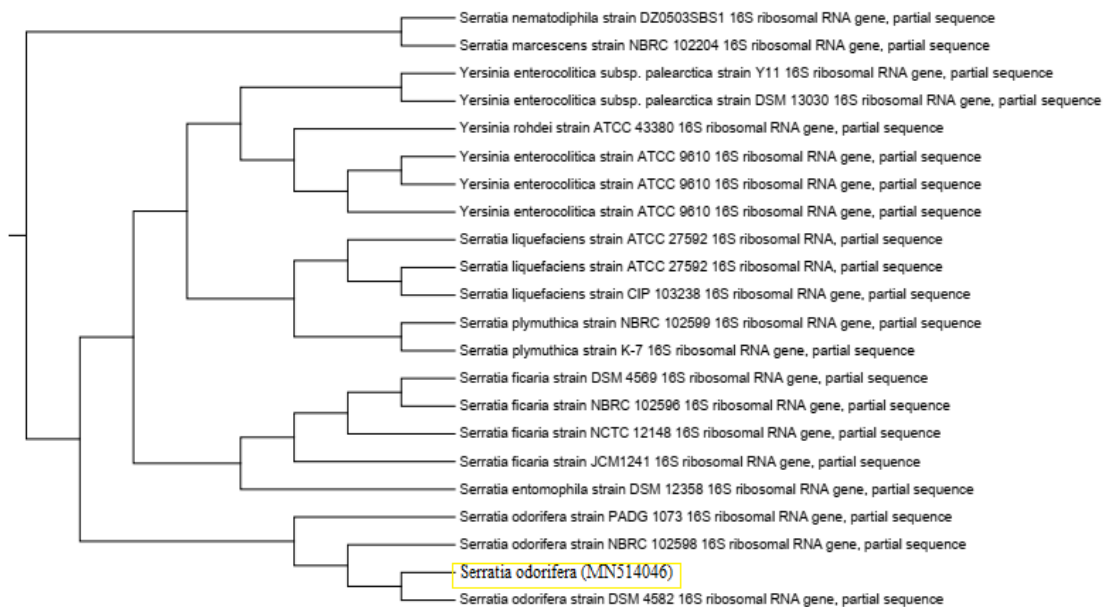 Serratia nematodiphila strain DZ0503SBS1 16S ribosomal RNA gene, partial sequence
Serratia marcescens strain NBRC 102204 16S ribosomal RNA gene, partial sequence
Yersinia enterocolitica subsp. palearctica strain Y11 16S ribosomal RNA gene, partial sequence
Yersinia enterocolitica subsp. palearctica strain DSM 13030 16S ribosomal RNA gene, partial sequence
Yersinia rohdei strain ATCC 43380 16S ribosomal RNA gene, partial sequence
Yersinia enterocolitica strain ATCC 9610 16S ribosomal RNA gene, partial sequence
Yersinia enterocolitica strain ATCC 9610 16S ribosomal RNA gene, partial sequence
Yersinia enterocolitica strain ATCC 9610 16S ribosomal RNA gene, partial sequence
Serratia liquefaciens strain ATCC 27592 16S ribosomal RNA, partial sequence
Serratia liquefaciens strain ATCC 27592 16S ribosomal RNA, partial sequence
Serratia liquefaciens strain CIP 103238 16S ribosomal RNA gene, partial sequence
Serratia plymuthica strain NBRC 102599 16S ribosomal RNA gene, partial sequence
Serratia plymuthica strain K-7 16S ribosomal RNA gene, partial sequence
Serratia ficaria strain DSM 4569 16S ribosomal RNA gene, partial sequence
Serratia ficaria strain NBRC 102596 16S ribosomal RNA gene, partial sequence
Serratia ficaria strain NCTC 12148 16S ribosomal RNA gene, partial sequence
Serratia ficaria strain JCM1241 16S ribosomal RNA gene, partial sequence
Serratia entomophila strain DSM 12358 16S ribosomal RNA gene, partial sequence
Serratia odorifera strain PADG 1073 16S ribosomal RNA gene, partial sequence
Serratia odorifera strain NBRC 102598 16S ribosomal RNA gene, partial sequence
Serratia odorifera (MN514046)
Serratia odorifera strain DSM 4582 16S ribosomal RNA gene, partial sequence